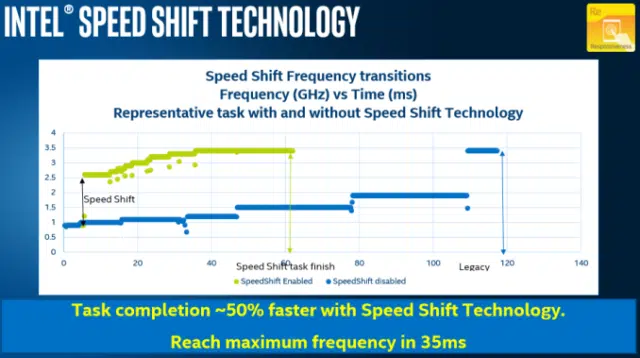 INTEL® SPEED SHIFT TECHNOLOGY
Re
Responsiveness
Speed Shift Frequency transitions
Frequency (GHz) vs Time (ms)
Representative task with and without Speed Shift Technology
4
3.5
3
2.5
2
1.5
1
0.5
0
Speed Shift
0 20 40 60 80 100 120 140
Speed Shift task finish
Legacy
SpeedShift Enabled SpeedShift disabled
Task completion ~50% faster with Speed Shift Technology.
Reach maximum frequency in 35ms